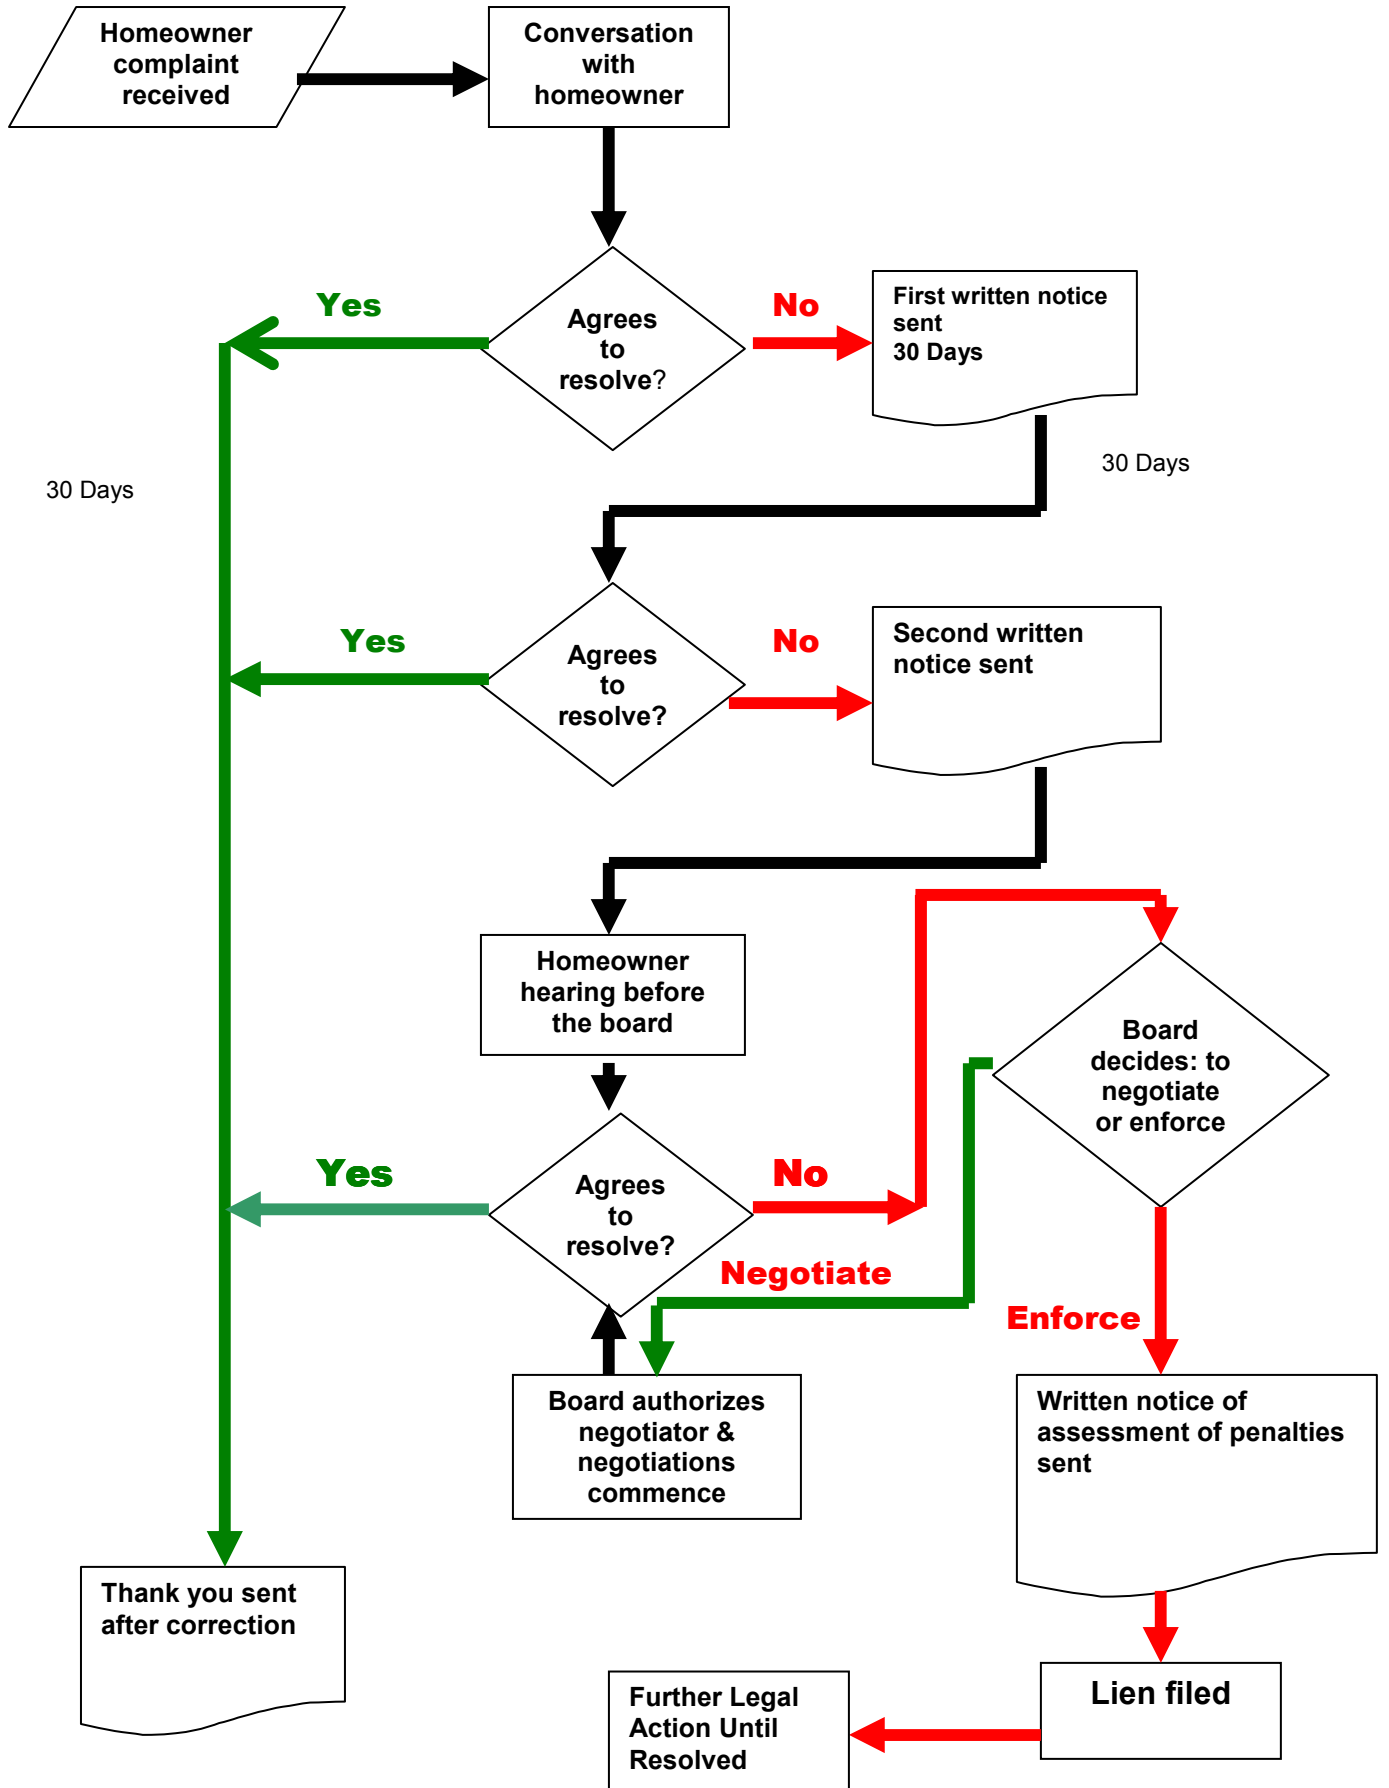 Homeowner
complaint
received
Conversation
with
homeowner
Yes
Agrees
to
resolve?
No
First written notice
sent
30 Days
30 Days
30 Days
Yes
Agrees
to
resolve?
No
Second written
notice sent
Homeowner
hearing before
the board
Board
decides: to
negotiate
or enforce
Yes
Agrees
to
resolve?
No
Negotiate
Enforce
Board authorizes
negotiator &
negotiations
commence
Written notice of
assessment of penalties
sent
Thank you sent
after correction
Lien filed
Further Legal
Action Until
Resolved